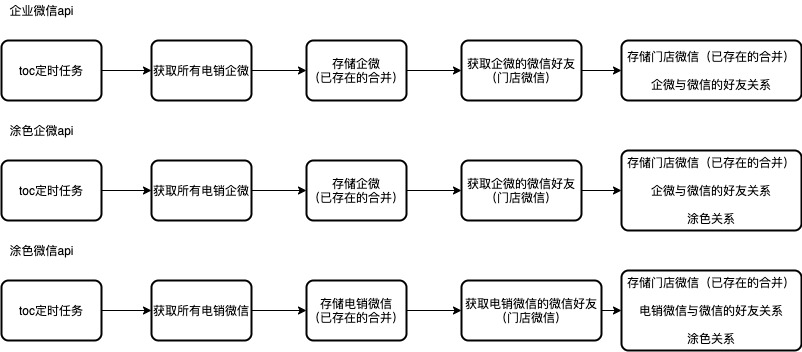 企业微信api
toc定时任务
获取所有电销企微
存储企微
（已存在的合并）
获取企微的微信好友
（门店微信）
存储门店微信（已存在的合并）
企微与微信的好友关系
涂色企微api
toc定时任务
获取所有电销企微
存储企微
（已存在的合并）
获取企微的微信好友
（门店微信）
存储门店微信（已存在的合并）
企微与微信的好友关系
涂色关系
涂色微信api
toc定时任务
获取所有电销微信
存储电销微信
（已存在的合并）
获取电销微信的微信好友
（门店微信）
存储门店微信（已存在的合并）
电销微信与微信的好友关系
涂色关系